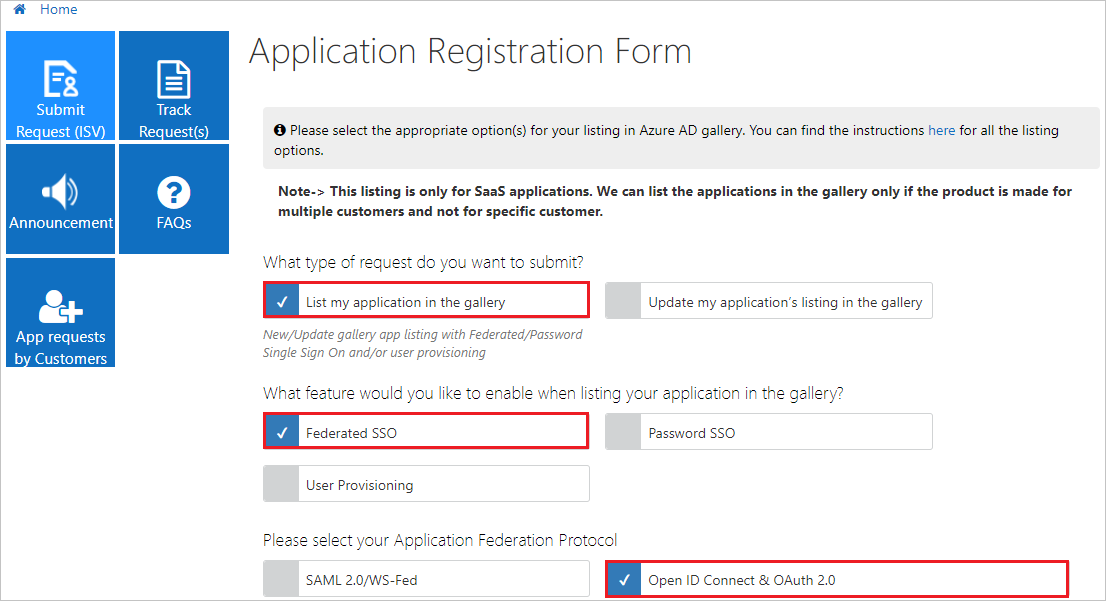 Home
Submit
Request (ISV)
Track
Request(s)
Announcement
FAQs
App requests
by Customers
Application Registration Form
Please select the appropriate option(s) for your listing in Azure AD gallery. You can find the instructions here for all the listing
options.
Note-> This listing is only for SaaS applications. We can list the applications in the gallery only if the product is made for
multiple customers and not for specific customer.
What type of request do you want to submit?
List my application in the gallery
Update my application's listing in the gallery
New/Update gallery app listing with Federated/Password
Single Sign On and/or user provisioning
What feature would you like to enable when listing your application in the gallery?
Federated SSO
Password SSO
User Provisioning
Please select your Application Federation Protocol
SAML 2.0/WS-Fed
Open ID Connect & OAuth 2.0